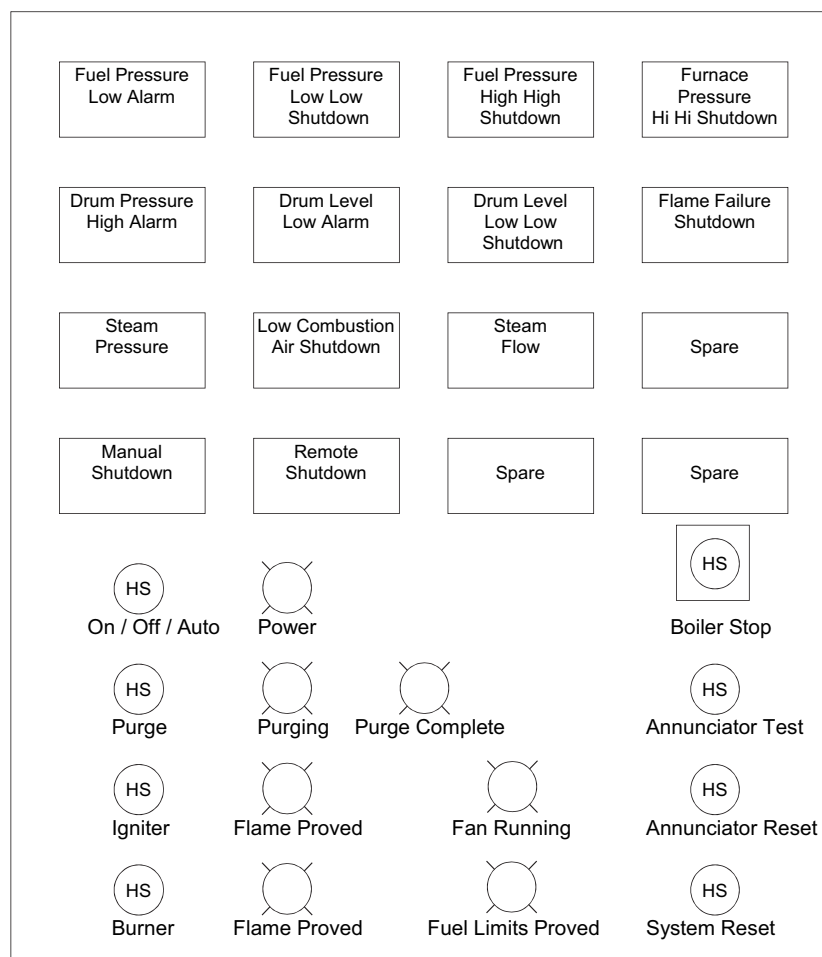 Fuel Pressure
Low Alarm
Fuel Pressure
Low Low
Shutdown
Fuel Pressure
High High
Shutdown
Furnace
Pressure
Hi Hi Shutdown
Drum Pressure
High Alarm
Drum Level
Low Alarm
Drum Level
Low Low
Shutdown
Flame Failure
Shutdown
Steam
Pressure
Low Combustion
Air Shutdown
Steam
Flow
Spare
Manual
Shutdown
Remote
Shutdown
Spare
Spare
HS
On / Off / Auto
Power
HS
Boiler Stop
HS
Purge
Purging
Purge Complete
HS
Annunciator Test
HS
Igniter
Flame Proved
Fan Running
HS
Annunciator Reset
HS
Burner
Flame Proved
Fuel Limits Proved
HS
System Reset